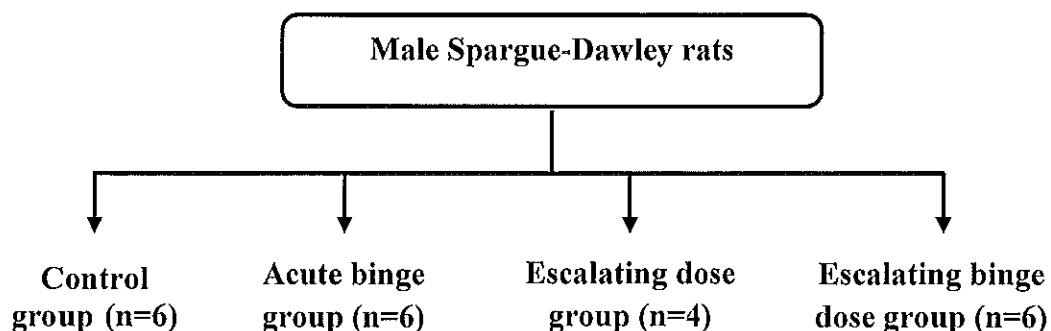 Male Spargue-Dawley rats
Control
group (n=6)
Acute binge
group (n=6)
Escalating dose
group (n=4)
Escalating binge
dose group (n=6)